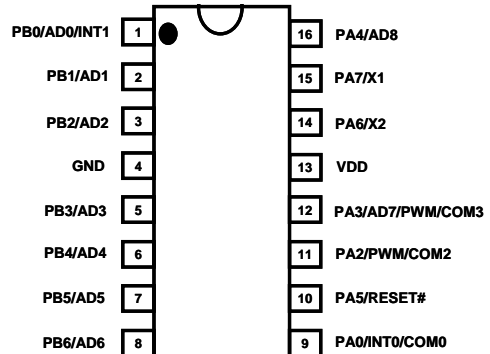 PB0/AD0/INT1 1 16 PA4/AD8
PB1/AD1 2 15 PA7/X1
PB2/AD2 3 14 PA6/X2
GND 4 13 VDD
PB3/AD3 5 12 PA3/AD7/PWM/COM3
PB4/AD4 6 11 PA2/PWM/COM2
PB5/AD5 7 10 PA5/RESET#
PB6/AD6 8 9 PA0/INT0/COM0